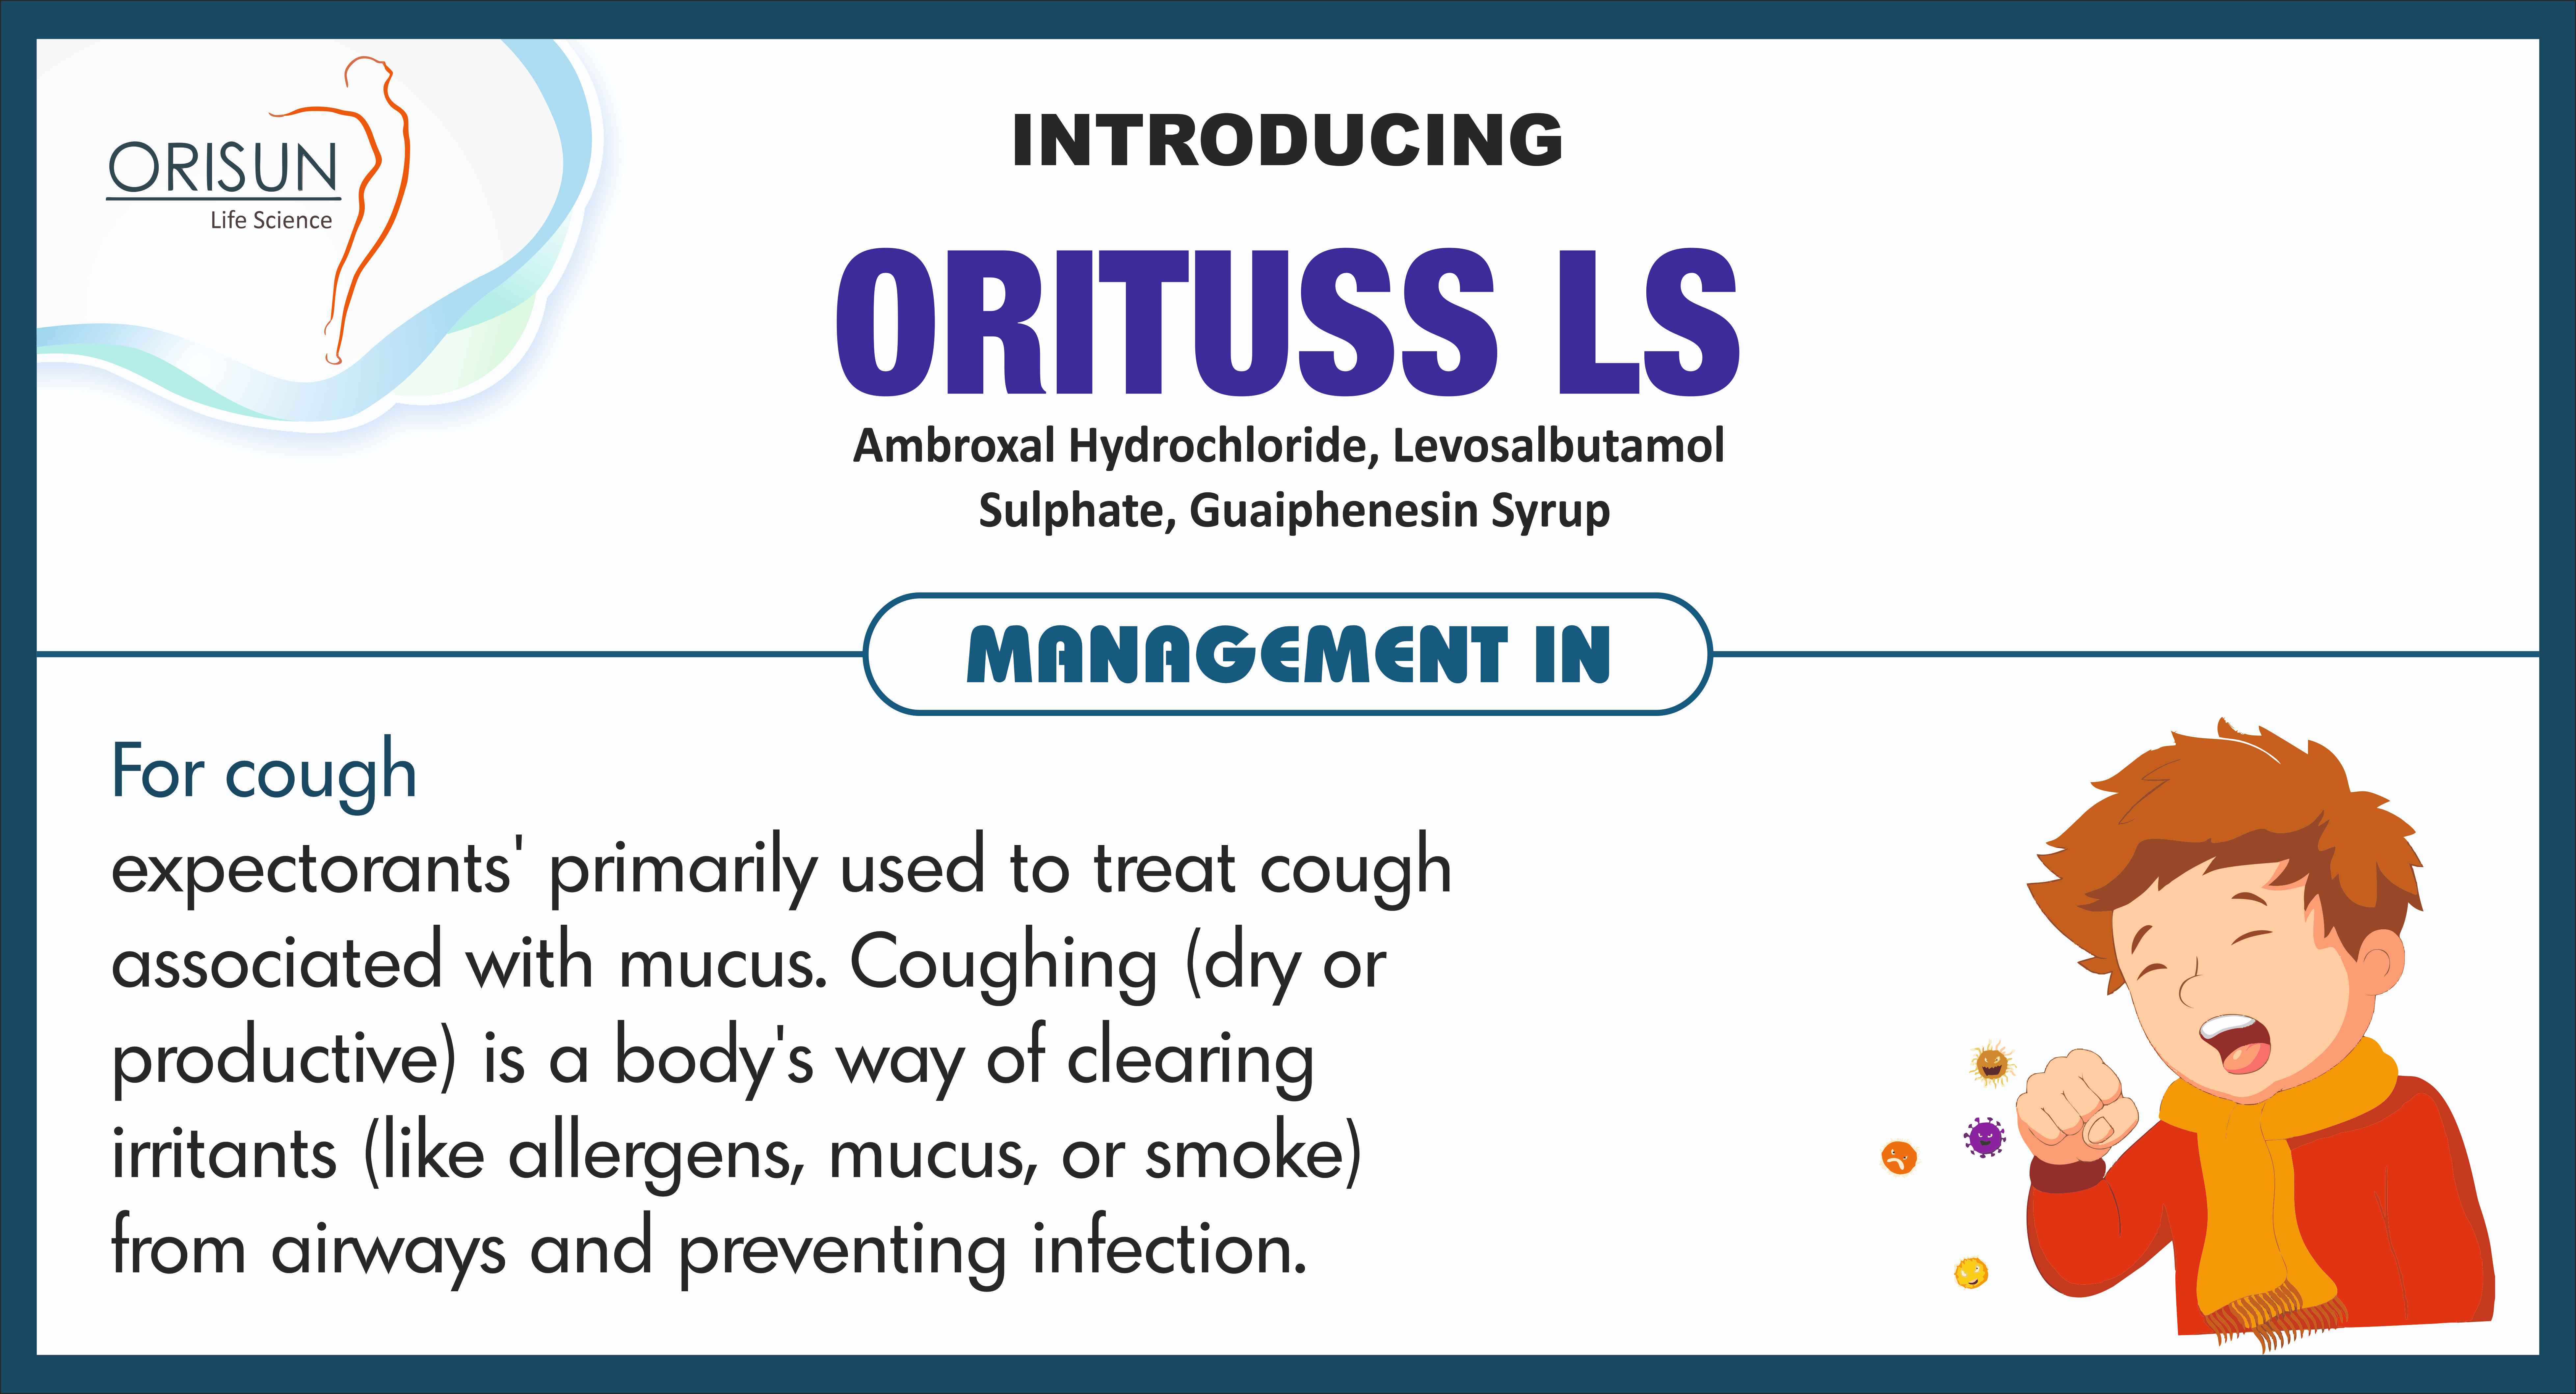 ORISUN
Life Science
INTRODUCING
ORITUSS LS
Ambroxal Hydrochloride, Levosalbutamol
Sulphate, Guaiphenesin Syrup
MANAGEMENT IN
For cough
expectorants' primarily used to treat cough
associated with mucus. Coughing (dry or
productive) is a body's way of clearing
irritants (like allergens, mucus, or smoke)
from airways and preventing infection.